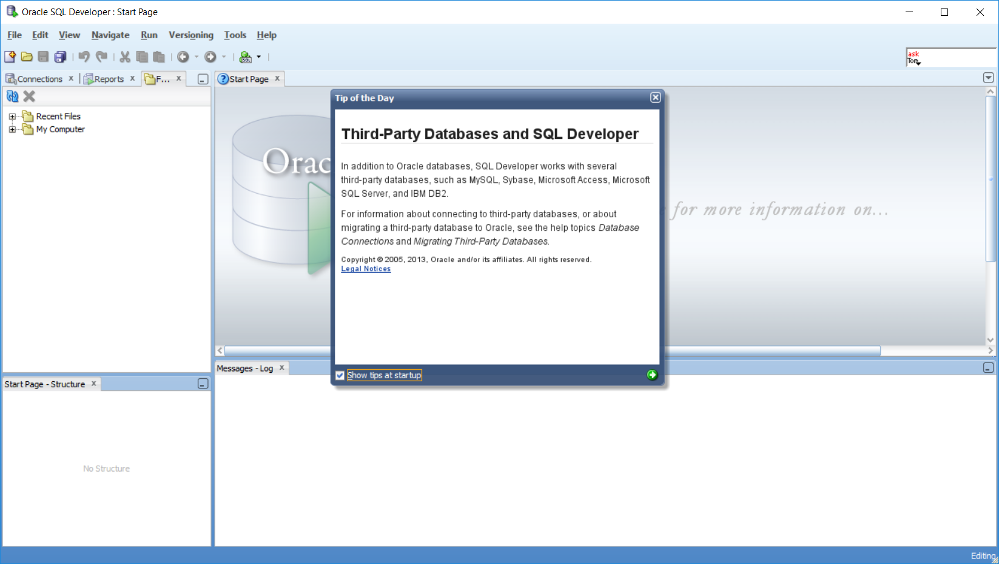 Oracle SQL Developer : Start Page
File Edit View Navigate Run Versioning Tools Help
SQL
ask
Tom
Connections x Reports x F... x
Start Page x
Recent Files
My Computer
Orac
for more information on...
Tip of the Day
Third-Party Databases and SQL Developer
In addition to Oracle databases, SQL Developer works with several
third-party databases, such as MySQL, Sybase, Microsoft Access, Microsoft
SQL Server, and IBM DB2.
For information about connecting to third-party databases, or about
migrating a third-party database to Oracle, see the help topics Database
Connections and Migrating Third-Party Databases.
Copyright © 2005, 2013, Oracle and/or its affiliates. All rights reserved.
Legal Notices
Show tips at startup
Messages - Log x
Start Page - Structure x
No Structure
Editing